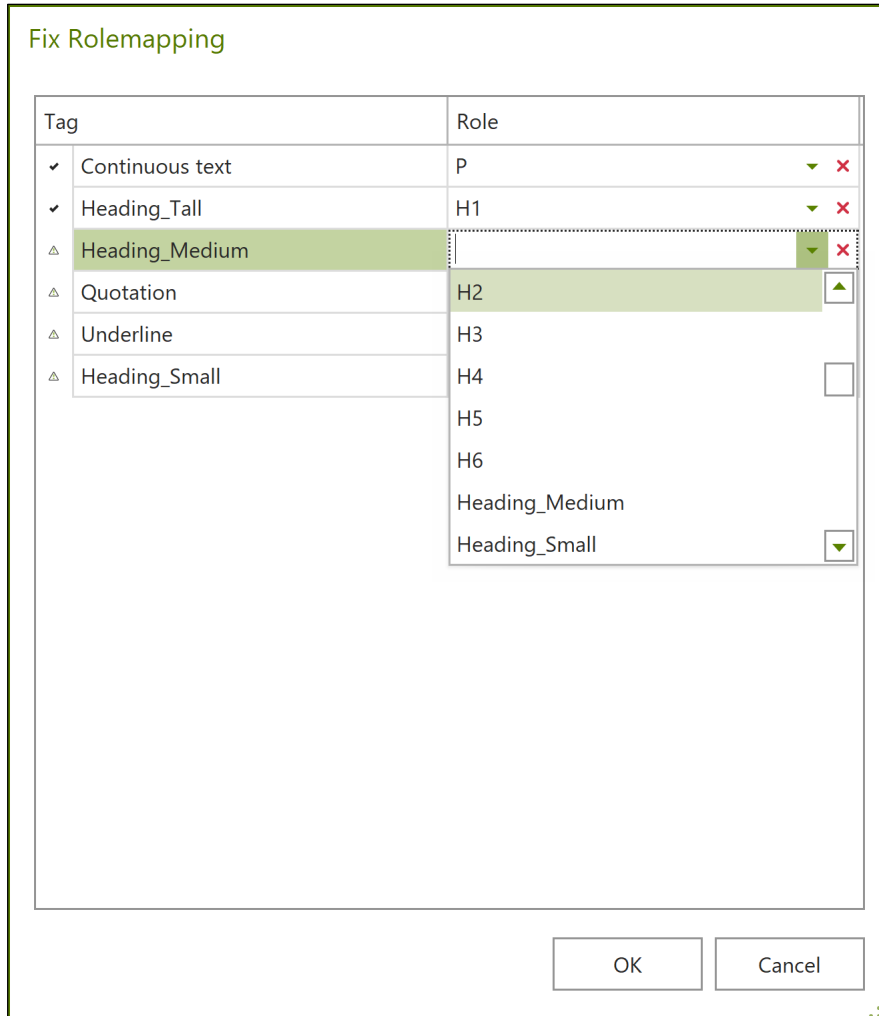 Fix Rolemapping
Tag Role
Continuous text P
Heading_Tall H1
Heading_Medium
Quotation H2
Underline H3
Heading_Small H4
H5
H6
Heading_Medium
Heading_Small
OK Cancel